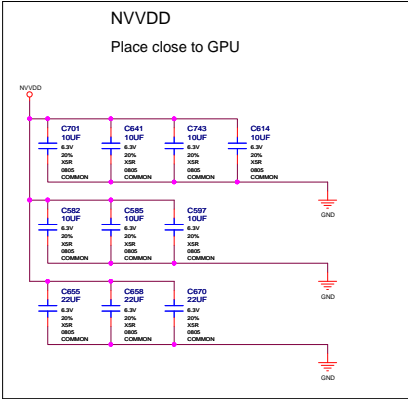 NVVDD
Place close to GPU
NVVDD
C701 C641 C743 C614
10UF 10UF 10UF 10UF
6.3V 6.3V 6.3V 6.3V
20% 20% 20% 20%
X5R X5R X5R X5R
0805 0805 0805 0805
COMMON COMMON COMMON COMMON
GND
C582 C585 C597
10UF 10UF 10UF
6.3V 6.3V 6.3V
20% 20% 20%
X5R X5R X5R
0805 0805 0805
COMMON COMMON COMMON
GND
C655 C658 C670
22UF 22UF 22UF
6.3V 6.3V 6.3V
20% 20% 20%
X5R X5R X5R
0805 0805 0805
COMMON COMMON COMMON
GND